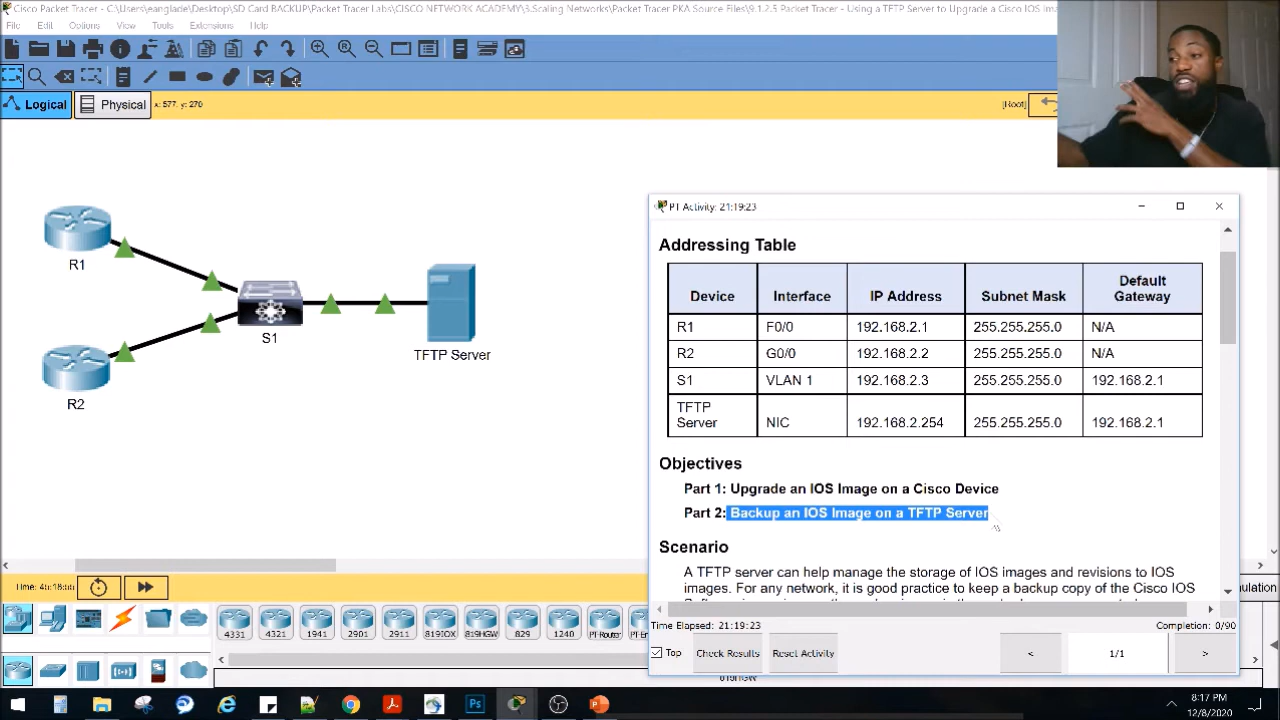 Cisco Packet Tracer - C:\Users\eanglade\Desktop\SD Card BACKUP\Packet Tracer Labs\CISCO NETWORK ACADEMY\3.Scaling Networks\Packet Tracer PKA Source Files\9.1.2.5 Packet Tracer - Using a TFTP Server to Upgrade a Cisco IOS Ima
File Edit Options View Tools Extensions Help
Logical Physical x: 577, y: 270 [Root]
R1
R2
S1
TFTP Server
PT Activity: 21:19:23
Addressing Table
Device Interface IP Address Subnet Mask Default Gateway
R1 F0/0 192.168.2.1 255.255.255.0 N/A
R2 G0/0 192.168.2.2 255.255.255.0 N/A
S1 VLAN 1 192.168.2.3 255.255.255.0 192.168.2.1
TFTP Server NIC 192.168.2.254 255.255.255.0 192.168.2.1
Objectives
Part 1: Upgrade an IOS Image on a Cisco Device
Part 2: Backup an IOS Image on a TFTP Server
Scenario
A TFTP server can help manage the storage of IOS images and revisions to IOS
images. For any network, it is good practice to keep a backup copy of the Cisco IOS
Time Elapsed: 21:19:23 Completion: 0/90
Top Check Results Reset Activity < 1/1 >
Time:
4331 4321 1941 2901 2911 819IOX 819HGW 829 1240 PT-Router
819HGW
8:17 PM
12/8/2020